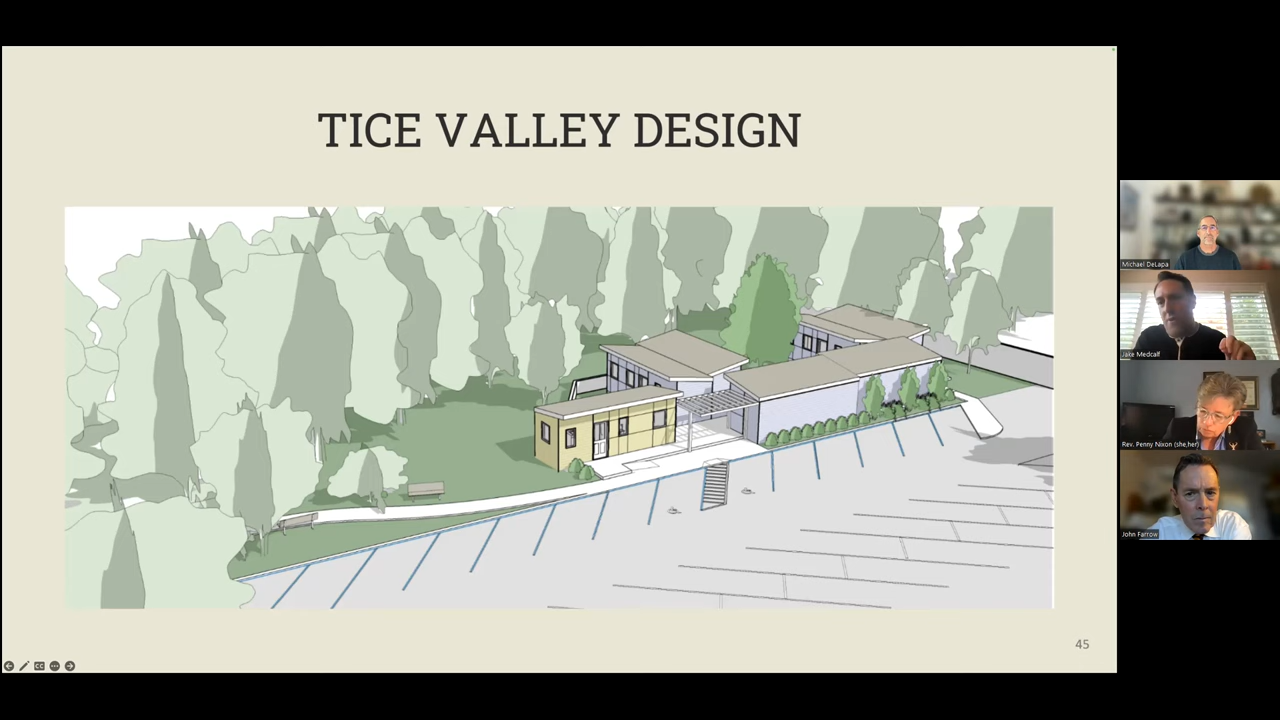 TICE VALLEY DESIGN
45
Michael DeLapa
Jake Medcalf
Rev. Penny Nixon (she,her)
John Farrow